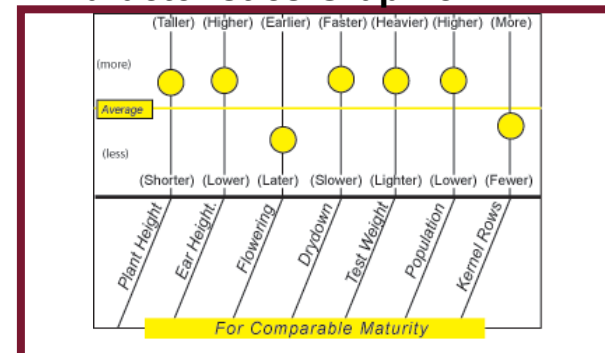 (Taller) (Higher) (Earlier) (Faster) (Heavier) (Higher) (More)
(more)
Average
(less)
(Shorter) (Lower) (Later) (Slower) (Lighter) (Lower) (Fewer)
Plant Height
Ear Height.
Flowering
Drydown
Test Weight
Population
Kernel Rows
For Comparable Maturity